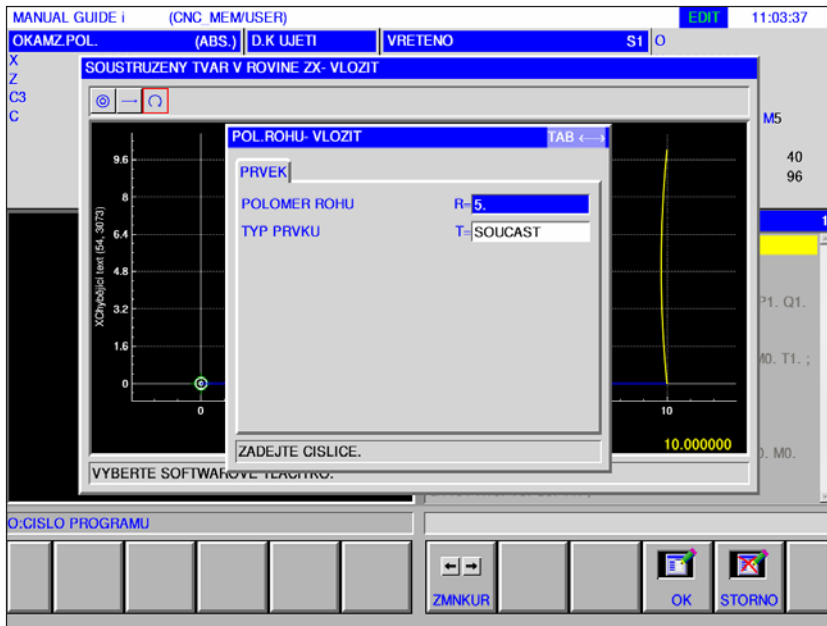 MANUAL GUIDE i (CNC_MEM/USER) EDIT 11:03:37
OKAMZ.POL. (ABS.) D.K UJETI VRETENO S1 O
X
Z
C3
C
M5
40
96
SOUSTRUZENY TVAR V ROVINE ZX- VLOZIT
POL.ROHU- VLOZIT TAB ←→
PRVEK
POLOMER ROHU R=5.
TYP PRVKU T=SOUCAST
ZADEJTE CISLICE.
XChybějící text (54, 3073)
9.6
8
6.4
4.8
3.2
1.6
0
0 10
10.000000
VYBERTE SOFTWAROVE TLACITKO.
1
P1. Q1.
M0. T1. ;
0. M0.
O:CISLO PROGRAMU
ZMNKUR OK STORNO